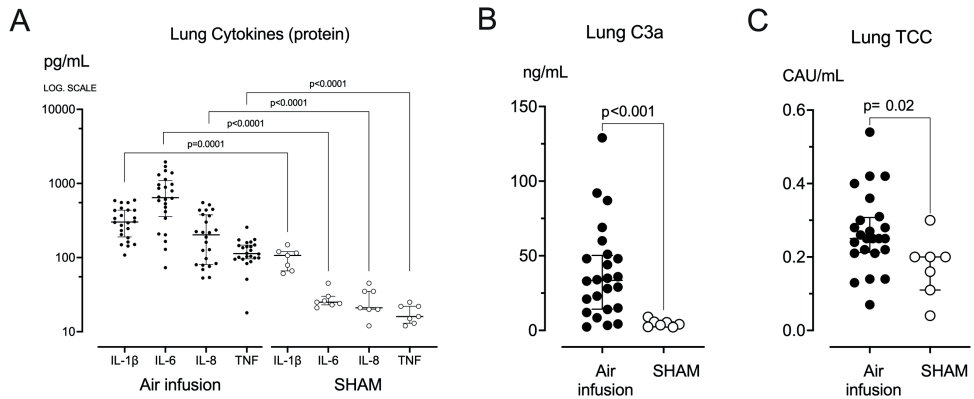 A
Lung Cytokines (protein)
pg/mL
LOG. SCALE
10000
1000
100
10
p<0.0001
p<0.0001
p<0.0001
p=0.0001
IL-1β IL-6 IL-8 TNF IL-1β IL-6 IL-8 TNF
Air infusion SHAM
B
Lung C3a
ng/mL
150
100
50
0
p<0.001
Air
infusion
SHAM
C
Lung TCC
CAU/mL
0.6
0.4
0.2
0.0
p= 0.02
Air
infusion
SHAM